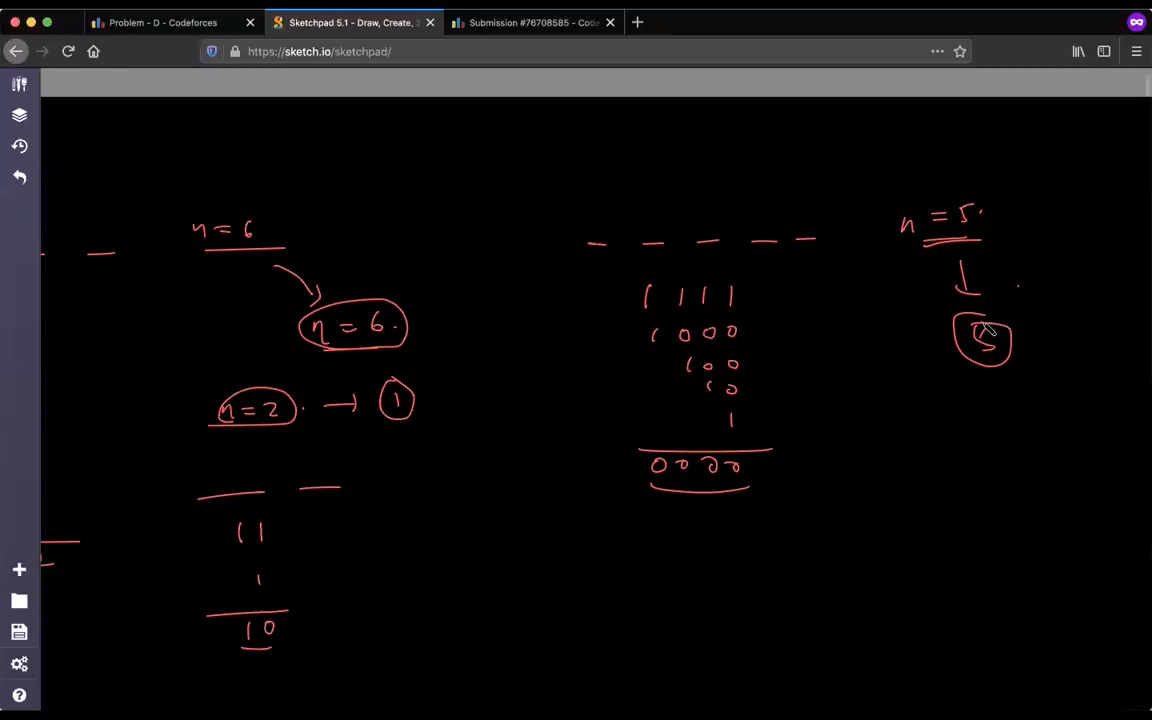 Problem - D - Codeforces
Sketchpad 5.1 - Draw, Create, S
Submission #76708585 - Code
https://sketch.io/sketchpad/
n = 6
n = 6.
n = 2. → 1
1 1
1
1 0
n = 5.
5
1 1 1 1
1 0 0 0
1 0 0
1 0
1
0 0 0 0